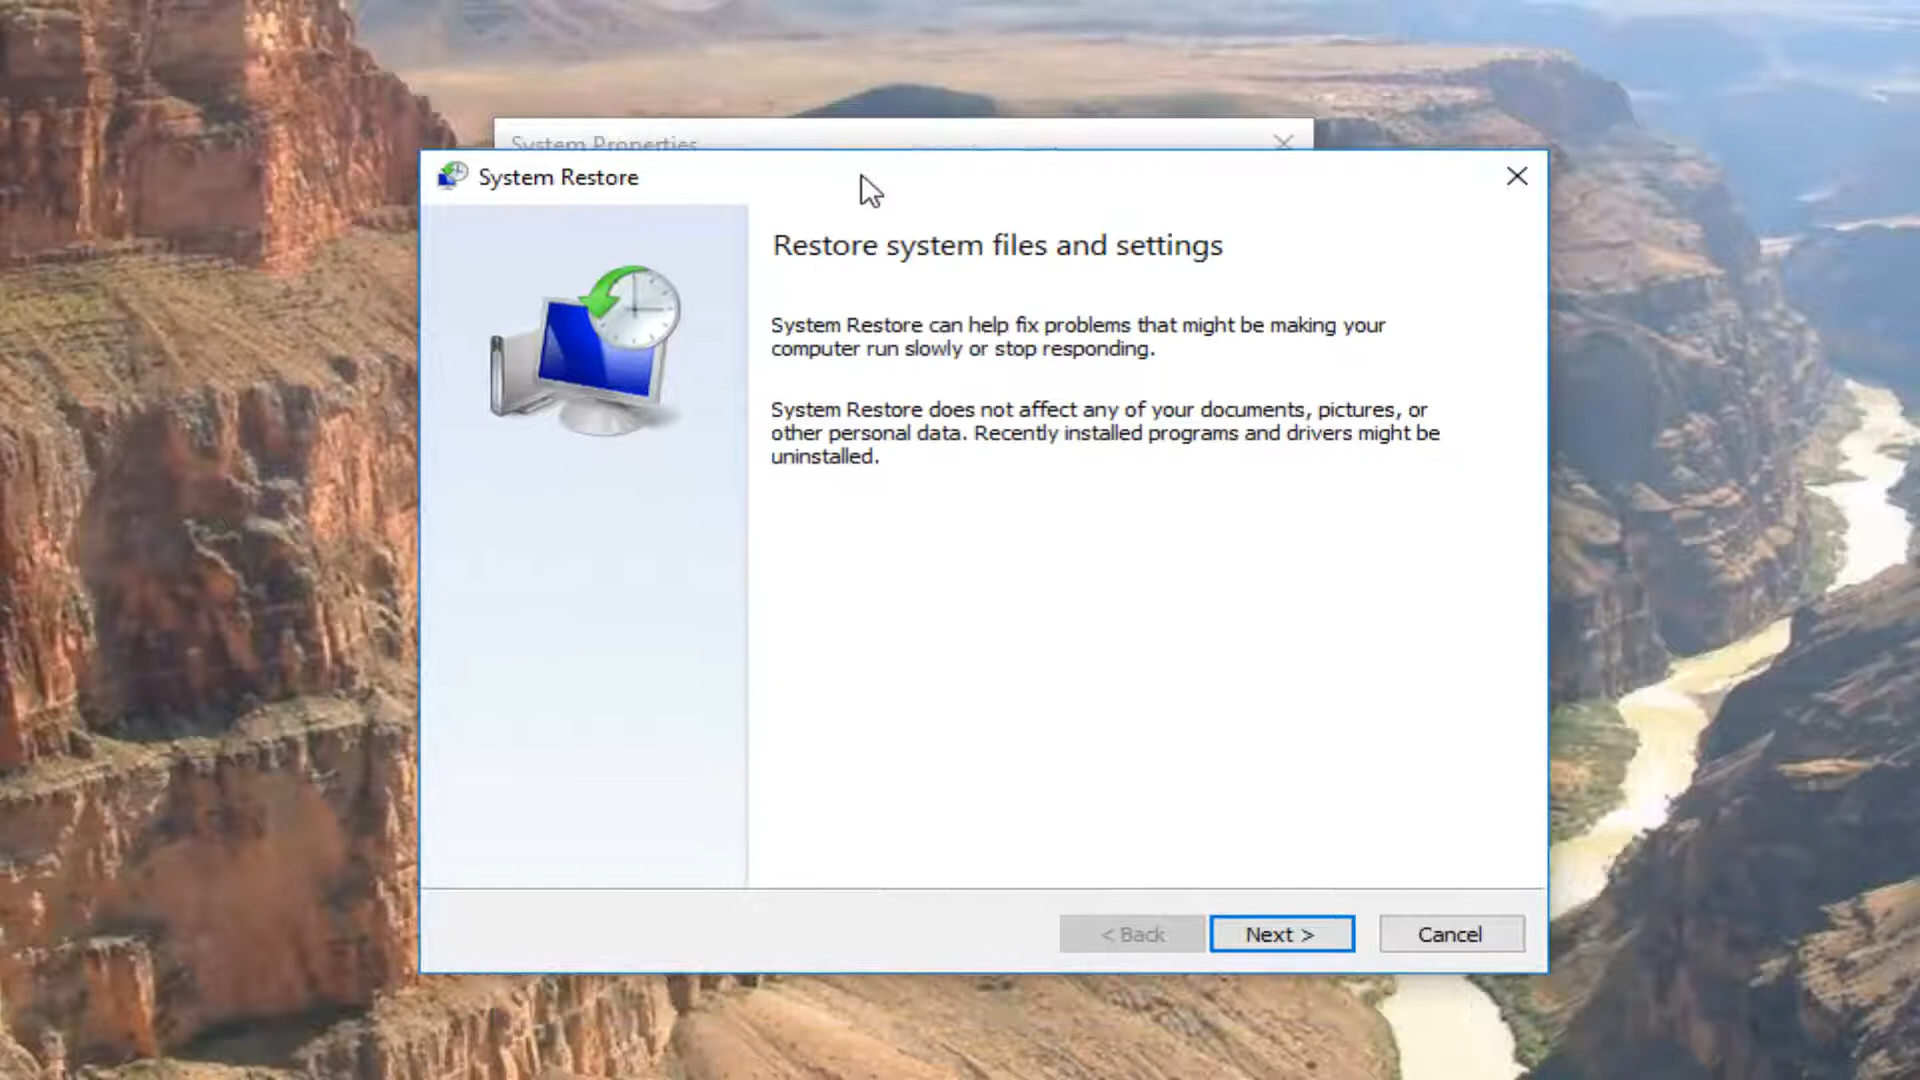 System Properties
System Restore
Restore system files and settings
System Restore can help fix problems that might be making your
computer run slowly or stop responding.
System Restore does not affect any of your documents, pictures, or
other personal data. Recently installed programs and drivers might be
uninstalled.
< Back
Next >
Cancel